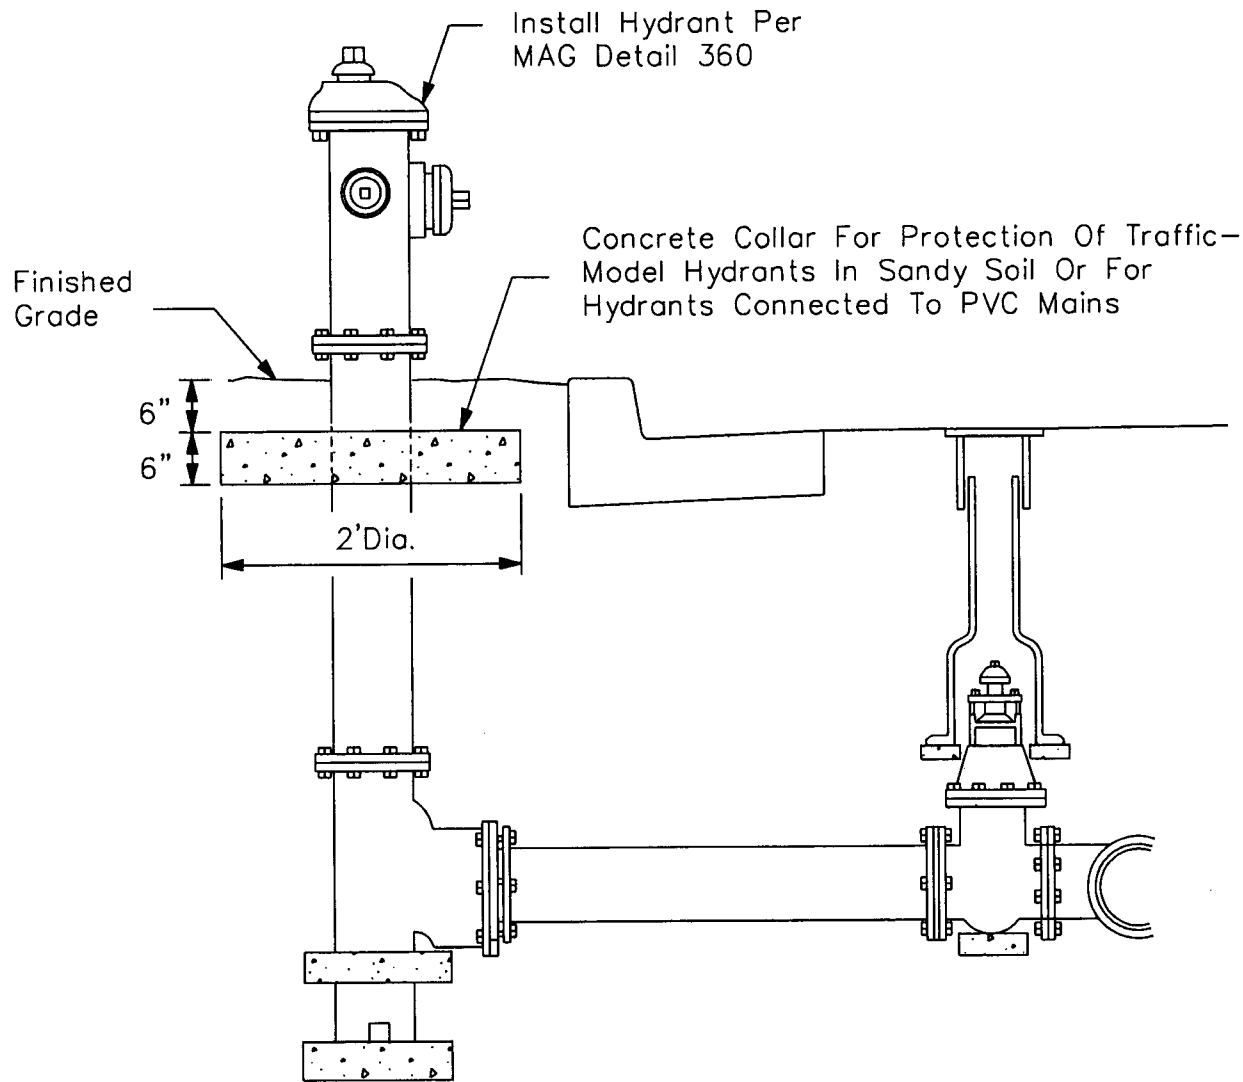 Install Hydrant Per
MAG Detail 360
Concrete Collar For Protection Of Traffic-
Model Hydrants In Sandy Soil Or For
Hydrants Connected To PVC Mains
Finished
Grade
6"
6"
2'Dia.